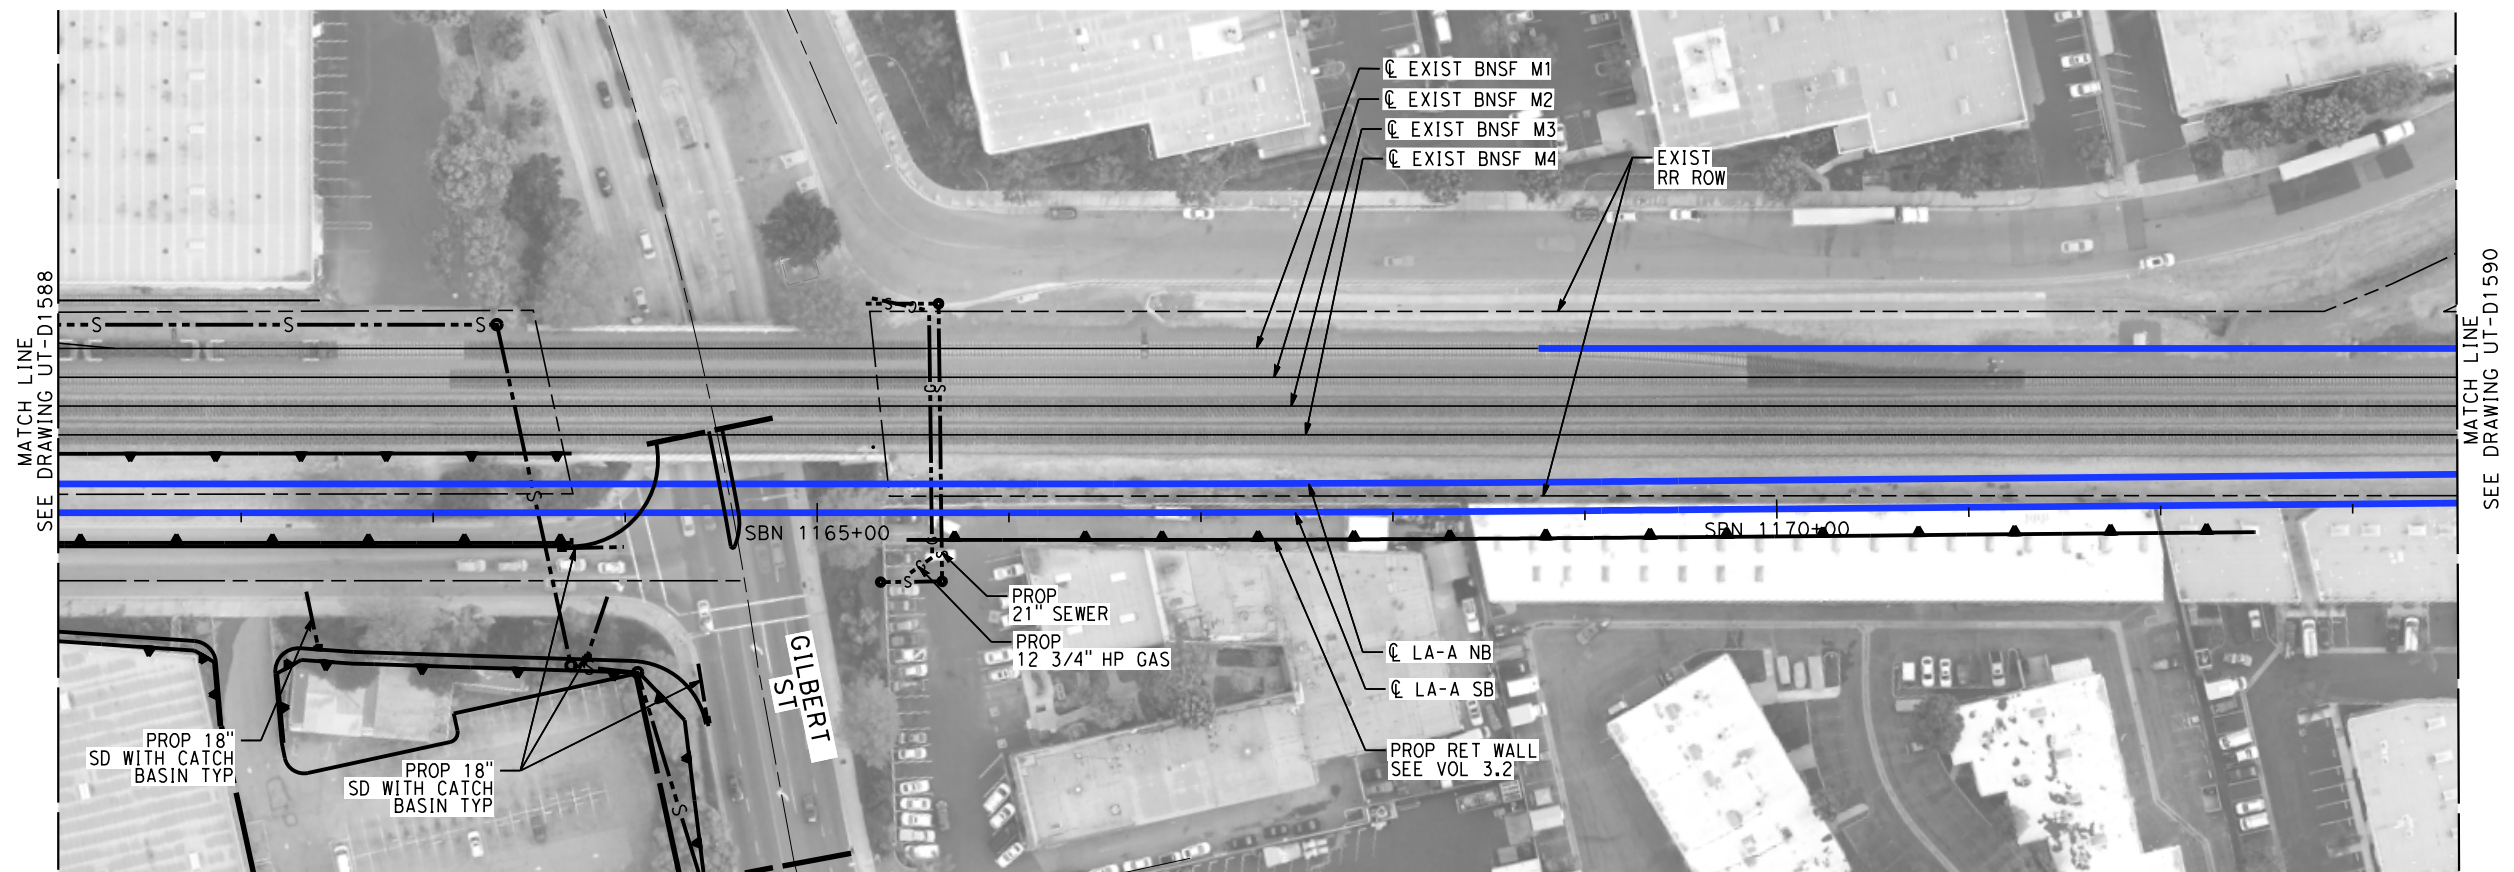 ℄ EXIST BNSF M1
℄ EXIST BNSF M2
℄ EXIST BNSF M3
℄ EXIST BNSF M4
EXIST
RR ROW
MATCH LINE
SEE DRAWING UT-D1588
MATCH LINE
SEE DRAWING UT-D1590
S
S
S
S
S
G
S
G
S
SBN 1165+00
SBN 1170+00
G
S
G
S
S
PROP
21" SEWER
PROP
12 3/4" HP GAS
GILBERT
ST
℄ LA-A NB
℄ LA-A SB
PROP RET WALL
SEE VOL 3.2
PROP 18"
SD WITH CATCH
BASIN TYP
PROP 18"
SD WITH CATCH
BASIN TYP
S